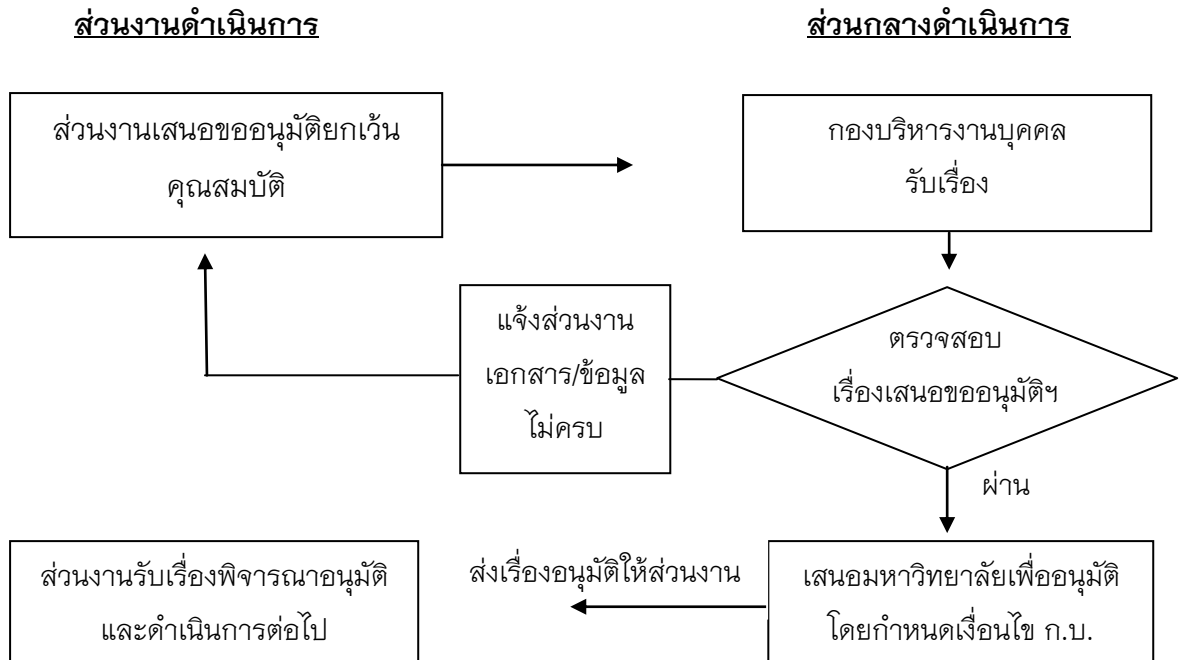 ส่วนงานดำเนินการ
ส่วนกลางดำเนินการ
ส่วนงานเสนอขออนุมัติยกเว้น
คุณสมบัติ
กองบริหารงานบุคคล
รับเรื่อง
แจ้งส่วนงาน
เอกสาร/ข้อมูล
ไม่ครบ
ตรวจสอบ
เรื่องเสนอขออนุมัติฯ
ผ่าน
ส่วนงานรับเรื่องพิจารณาอนุมัติ
และดำเนินการต่อไป
ส่งเรื่องอนุมัติให้ส่วนงาน
เสนอมหาวิทยาลัยเพื่ออนุมัติ
โดยกำหนดเงื่อนไข ก.บ.